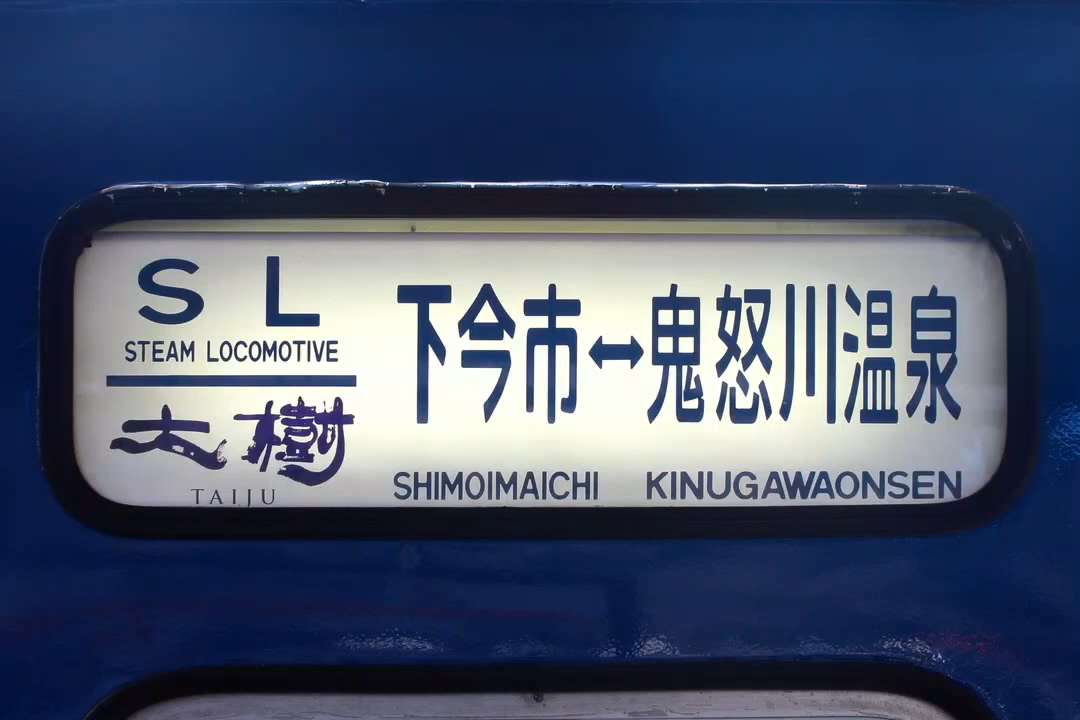 S L
STEAM LOCOMOTIVE
大樹
TAIJU
下今市↔鬼怒川温泉
SHIMOIMAICHI KINUGAWAONSEN